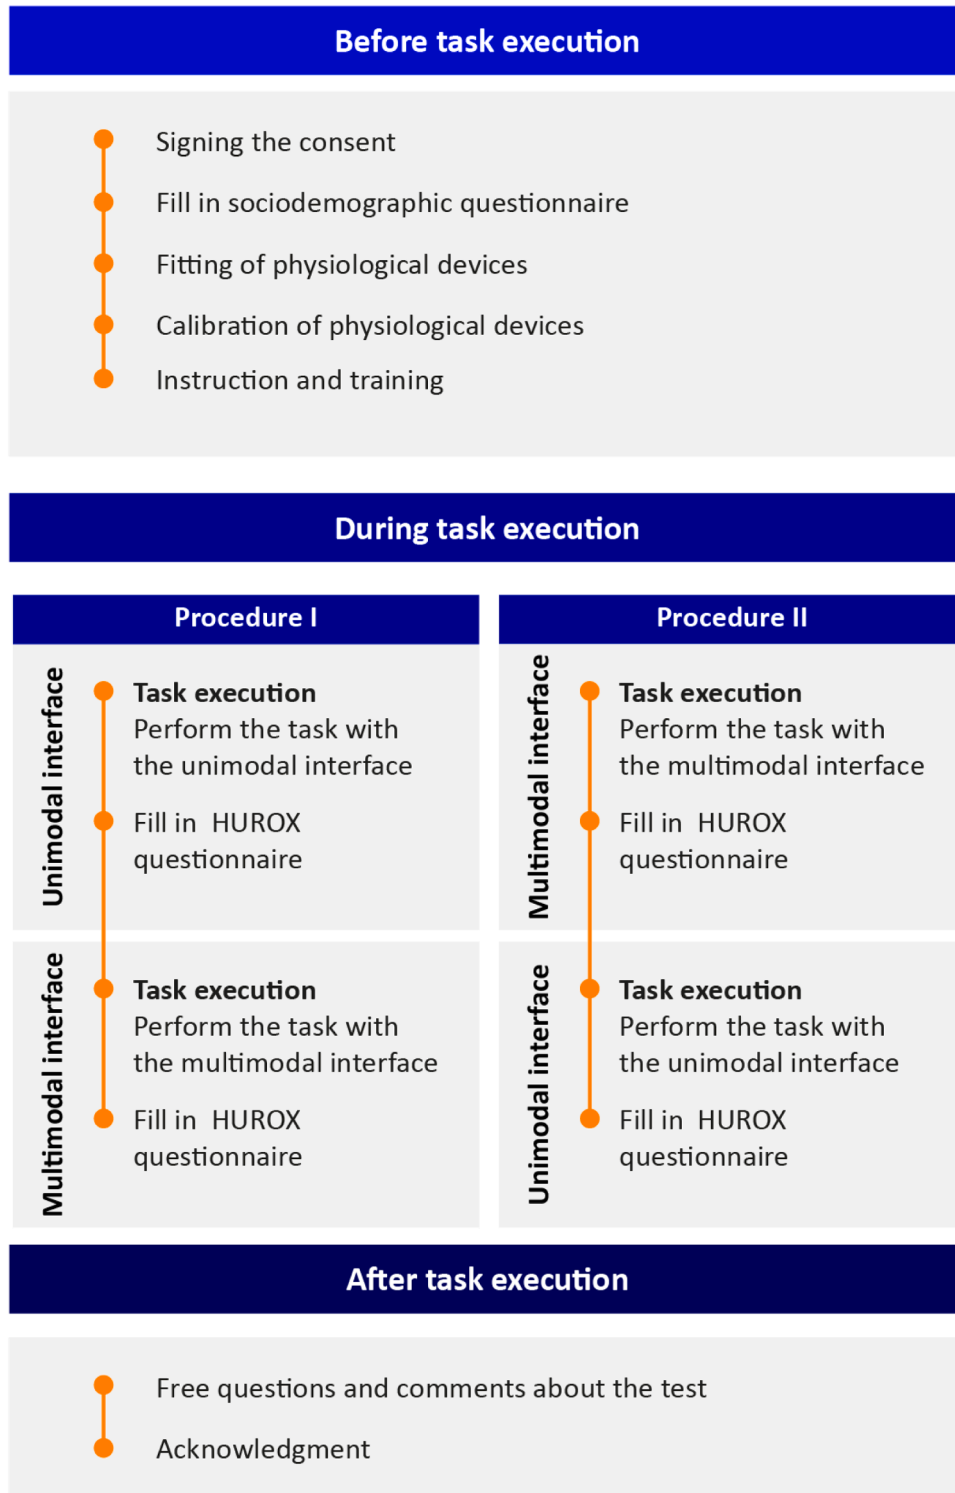 Before task execution
Signing the consent
Fill in sociodemographic questionnaire
Fitting of physiological devices
Calibration of physiological devices
Instruction and training
During task execution
Procedure I
Unimodal interface
Task execution
Perform the task with
the unimodal interface
Fill in  HUROX
questionnaire
Multimodal interface
Task execution
Perform the task with
the multimodal interface
Fill in  HUROX
questionnaire
Procedure II
Multimodal interface
Task execution
Perform the task with
the multimodal interface
Fill in  HUROX
questionnaire
Unimodal interface
Task execution
Perform the task with
the unimodal interface
Fill in  HUROX
questionnaire
After task execution
Free questions and comments about the test
Acknowledgment